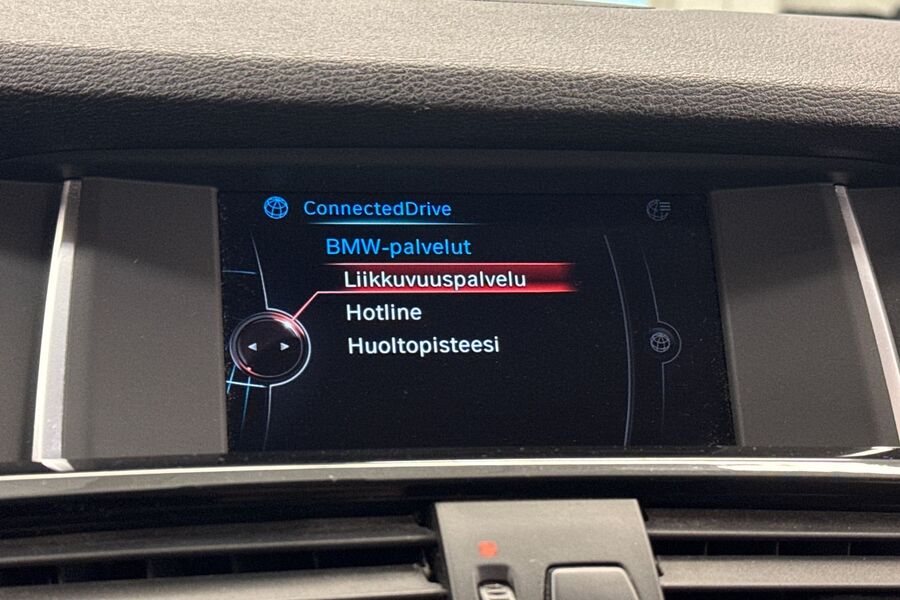 ConnectedDrive
BMW-palvelut
Liikkuvuuspalvelu
Hotline
Huoltopisteesi